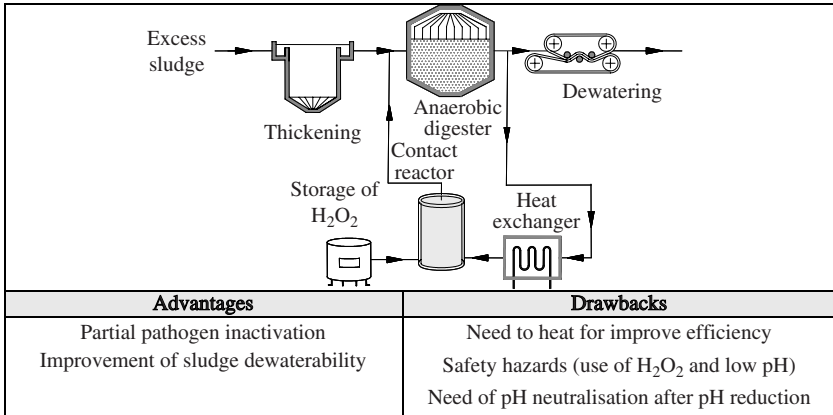 Excess
sludge
Thickening
Anaerobic
digester
Dewatering
Contact
reactor
Storage of
H₂O₂
Heat
exchanger
Advantages
Drawbacks
Partial pathogen inactivation
Improvement of sludge dewaterability
Need to heat for improve efficiency
Safety hazards (use of H₂O₂ and low pH)
Need of pH neutralisation after pH reduction